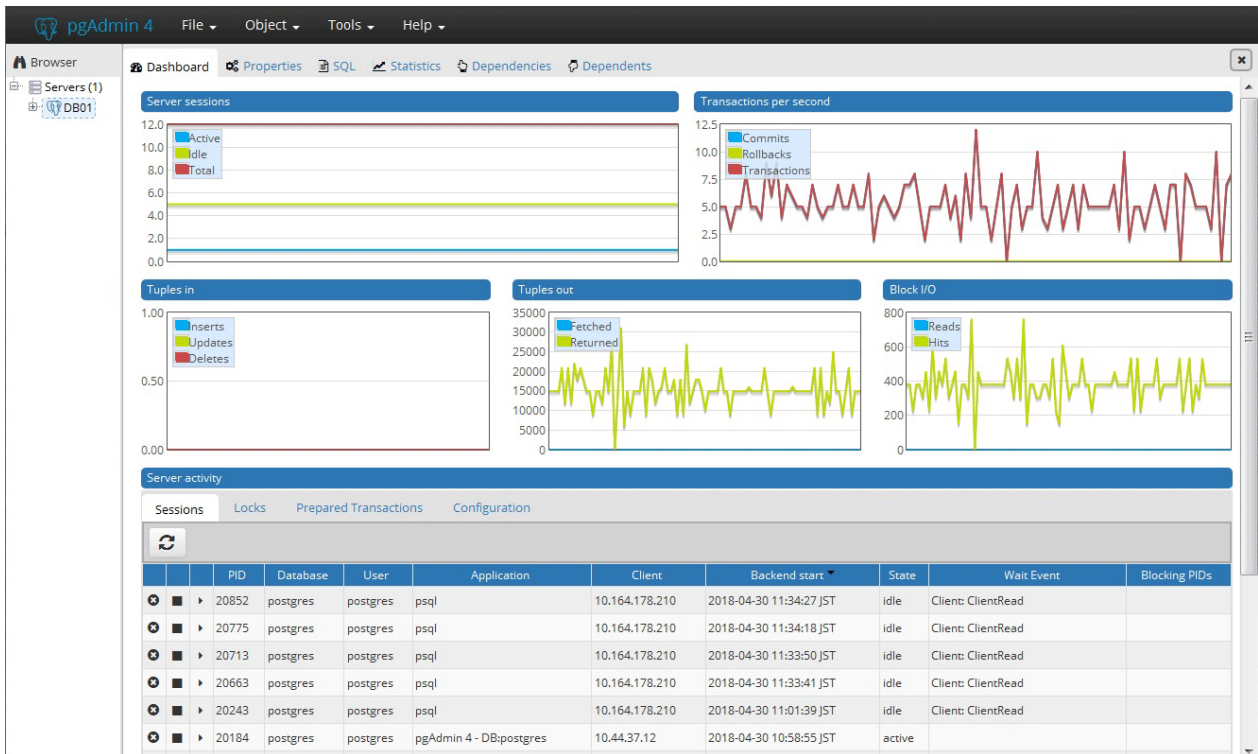 pgAdmin 4 File Object Tools Help
Browser
Servers (1)
DB01
Dashboard Properties SQL Statistics Dependencies Dependents
Server sessions
12.0
10.0
8.0
6.0
4.0
2.0
0.0
Active
Idle
Total
Transactions per second
12.5
10.0
7.5
5.0
2.5
0.0
Commits
Rollbacks
Transactions
Tuples in
1.00
0.50
0.00
Inserts
Updates
Deletes
Tuples out
35000
30000
25000
20000
15000
10000
5000
0
Fetched
Returned
Block I/O
800
600
400
200
0
Reads
Hits
Server activity
Sessions Locks Prepared Transactions Configuration
PID Database User Application Client Backend start State Wait Event Blocking PIDs
20852 postgres postgres psql 10.164.178.210 2018-04-30 11:34:27 JST idle Client: ClientRead
20775 postgres postgres psql 10.164.178.210 2018-04-30 11:34:18 JST idle Client: ClientRead
20713 postgres postgres psql 10.164.178.210 2018-04-30 11:33:50 JST idle Client: ClientRead
20663 postgres postgres psql 10.164.178.210 2018-04-30 11:33:41 JST idle Client: ClientRead
20243 postgres postgres psql 10.164.178.210 2018-04-30 11:01:39 JST idle Client: ClientRead
20184 postgres postgres pgAdmin 4 - DB:postgres 10.44.37.12 2018-04-30 10:58:55 JST active